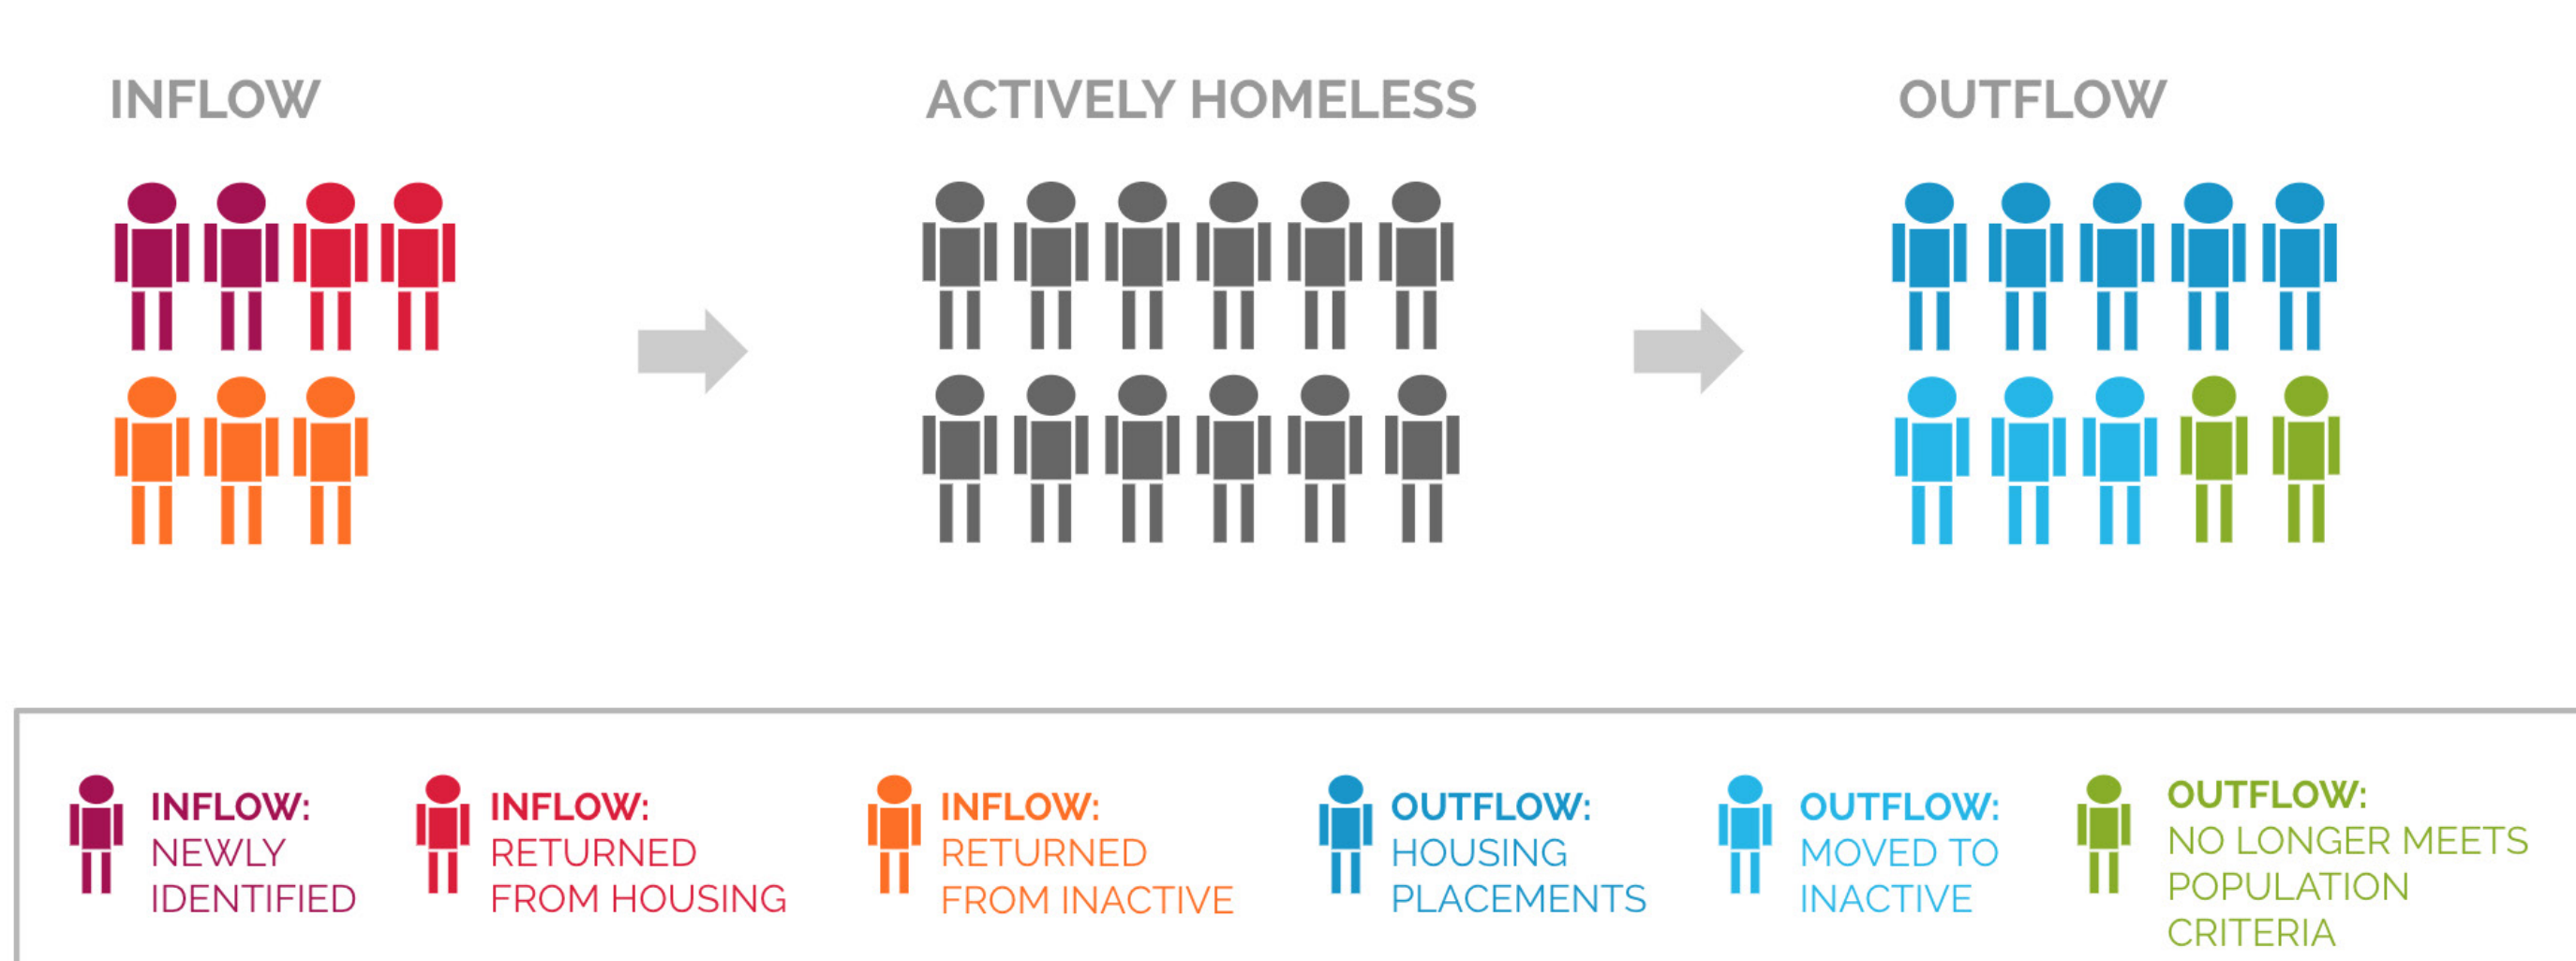 INFLOW
ACTIVELY HOMELESS
OUTFLOW
INFLOW:
NEWLY
IDENTIFIED
INFLOW:
RETURNED
FROM HOUSING
INFLOW:
RETURNED
FROM INACTIVE
OUTFLOW:
HOUSING
PLACEMENTS
OUTFLOW:
MOVED TO
INACTIVE
OUTFLOW:
NO LONGER MEETS
POPULATION
CRITERIA